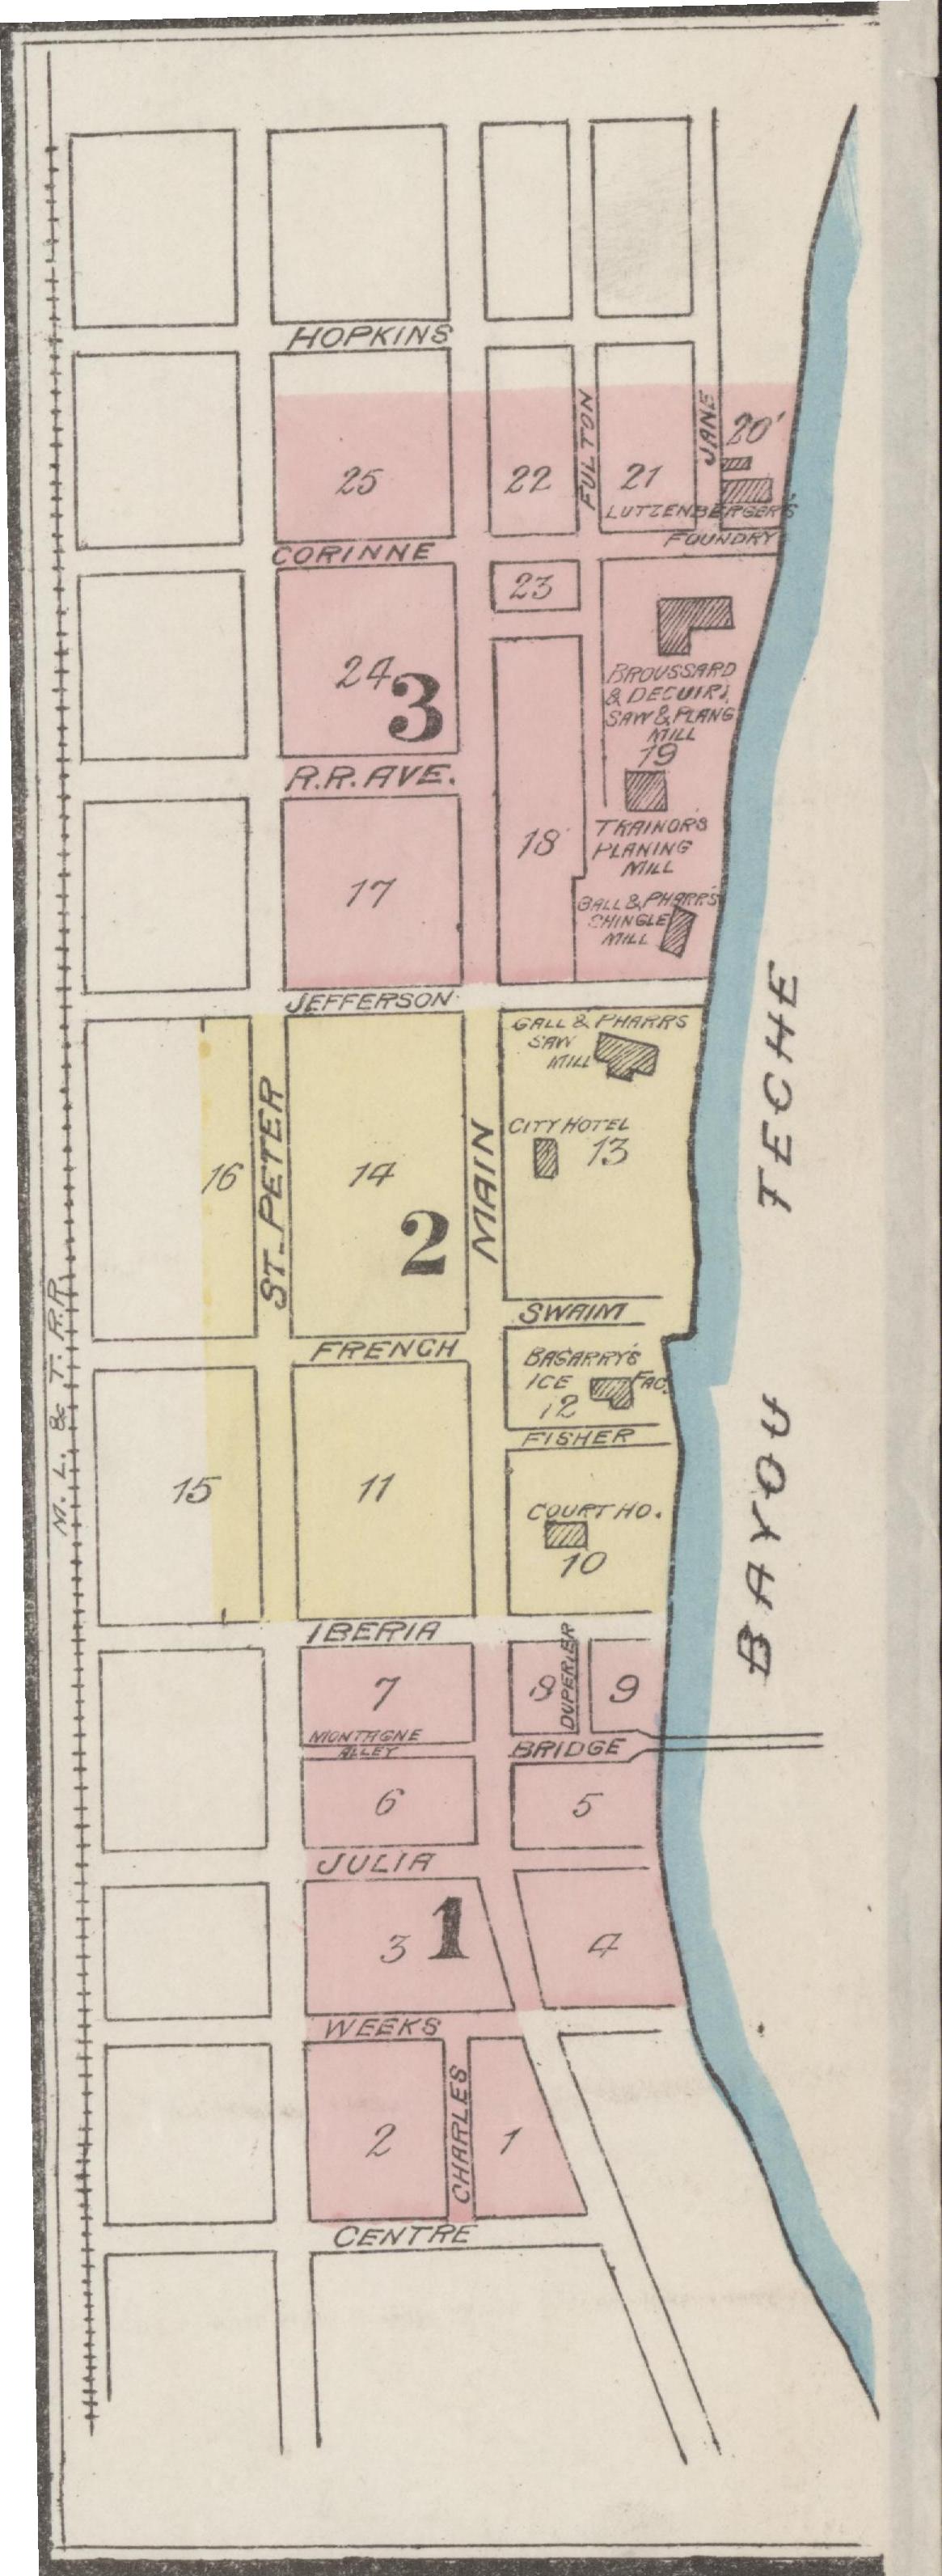 HOPKINS
FULTON
JANE
20'
25
22
21
LUTZENBERGER'S
FOUNDRY
CORINNE
23
24
3
BROUSSARD
& DECUIR'S
SAW & PLANG
MILL
19
R.R. AVE.
TRAINOR'S
PLANING
MILL
18
17
GALL & PHARR'S
SHINGLE
MILL
JEFFERSON
GALL & PHARRS
SAW
MILL
CITY HOTEL
13
16
ST. PETER
14
2
MAIN
BAYOU TECHE
M. L. & T. R.R.
SWAIM
FRENCH
BAGARRY'S
ICE FAC.
12
FISHER
15
11
COURT HO.
10
IBERIA
7
8
DUPERIER
9
MONTAGNE
ALLEY
BRIDGE
6
5
JULIA
3
1
4
WEEKS
2
CHARLES
1
CENTRE